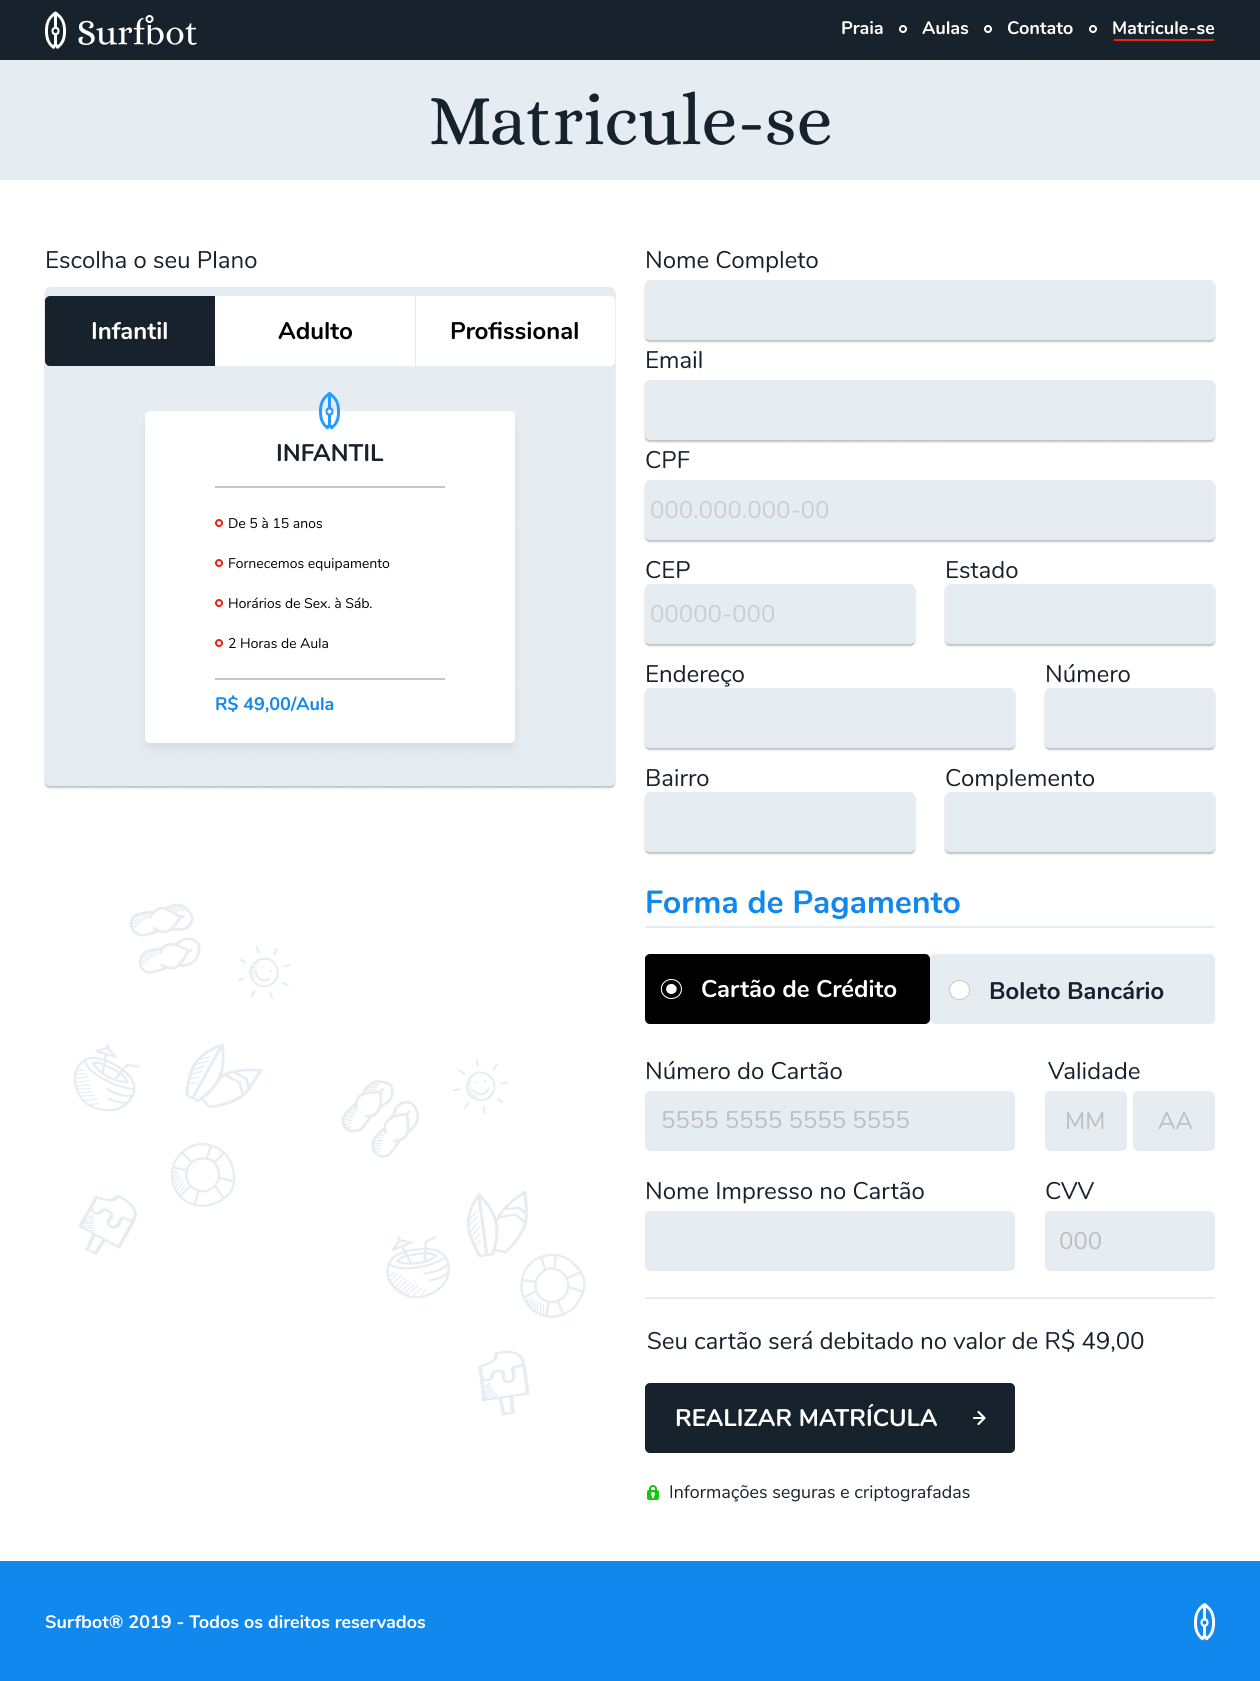 Surfbot
Praia Aulas Contato Matricule-se
Matricule-se
Escolha o seu Plano
Infantil Adulto Profissional
INFANTIL
De 5 à 15 anos
Fornecemos equipamento
Horários de Sex. à Sáb.
2 Horas de Aula
R$ 49,00/Aula
Nome Completo
Email
CPF
000.000.000-00
CEP Estado
00000-000
Endereço Número
Bairro Complemento
Forma de Pagamento
Cartão de Crédito Boleto Bancário
Número do Cartão Validade
5555 5555 5555 5555 MM AA
Nome Impresso no Cartão CVV
000
Seu cartão será debitado no valor de R$ 49,00
REALIZAR MATRÍCULA
Informações seguras e criptografadas
Surfbot® 2019 - Todos os direitos reservados